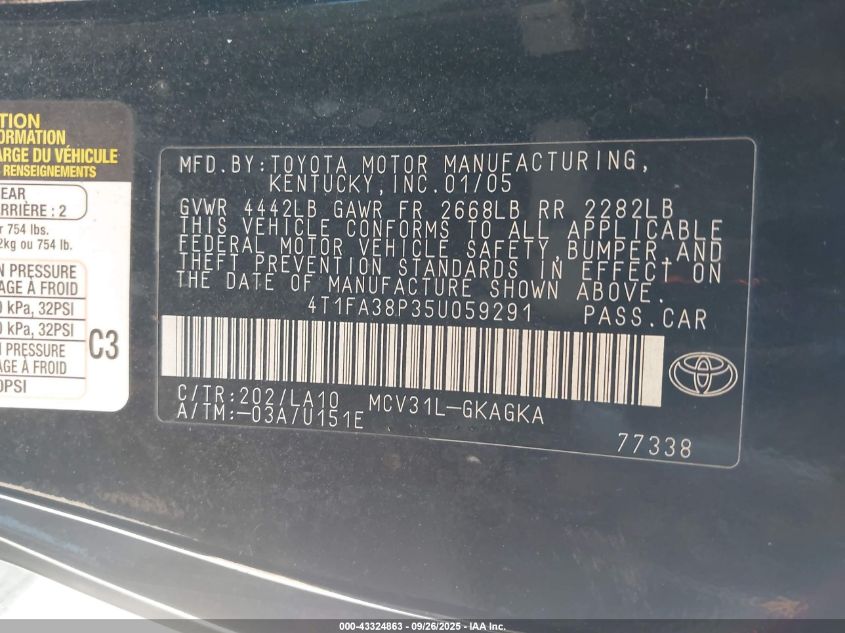 TION
FORMATION
ARGE DU VÉHICULE
RENSEIGNEMENTS
EAR
ARRIÈRE : 2
r 754 lbs.
2kg ou 754 lb.
N PRESSURE
AGE À FROID
0 kPa, 32PSI
0 kPa, 32PSI
N PRESSURE
AGE À FROID
0PSI
C3
MFD.BY:TOYOTA MOTOR MANUFACTURING,
KENTUCKY,INC.01/05
GVWR 4442LB GAWR FR 2668LB RR 2282LB
THIS VEHICLE CONFORMS TO ALL APPLICABLE
FEDERAL MOTOR VEHICLE SAFETY,BUMPER,AND
THEFT PREVENTION STANDARDS IN EFFECT ON
THE DATE OF MANUFACTURE SHOWN ABOVE.
4T1FA38P35U059291 PASS.CAR
C/TR:202/LA10 MCV31L-GKAGKA
A/TM:-03A/U151E
77338
000-43324863 - 09/26/2025 - IAA Inc.